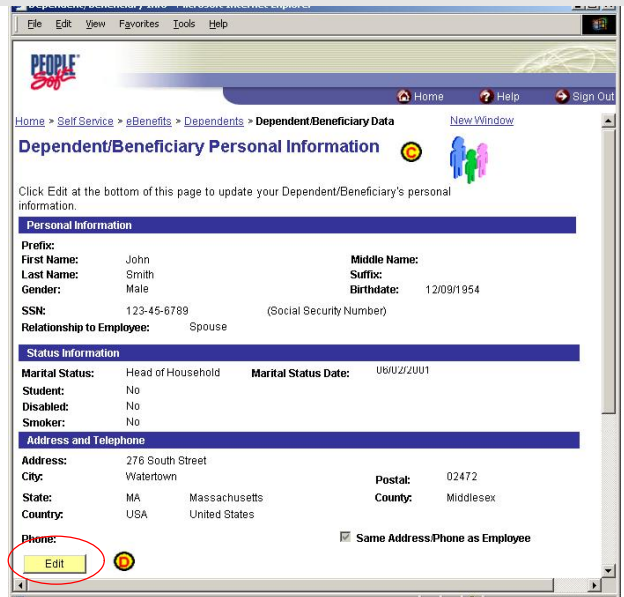 Dependent/Beneficiary Info - Microsoft Internet Explorer
File Edit View Favorites Tools Help
PEOPLE
Soft
Home Help Sign Out
Home > Self Service > eBenefits > Dependents > Dependent/Beneficiary Data New Window
Dependent/Beneficiary Personal Information C
Click Edit at the bottom of this page to update your Dependent/Beneficiary's personal
information.
Personal Information
Prefix:
First Name: John Middle Name:
Last Name: Smith Suffix:
Gender: Male Birthdate: 12/09/1954
SSN: 123-45-6789 (Social Security Number)
Relationship to Employee: Spouse
Status Information
Marital Status: Head of Household Marital Status Date: 06/02/2001
Student: No
Disabled: No
Smoker: No
Address and Telephone
Address: 276 South Street
City: Watertown Postal: 02472
State: MA Massachusetts County: Middlesex
Country: USA United States
Phone: Same Address/Phone as Employee
Edit D